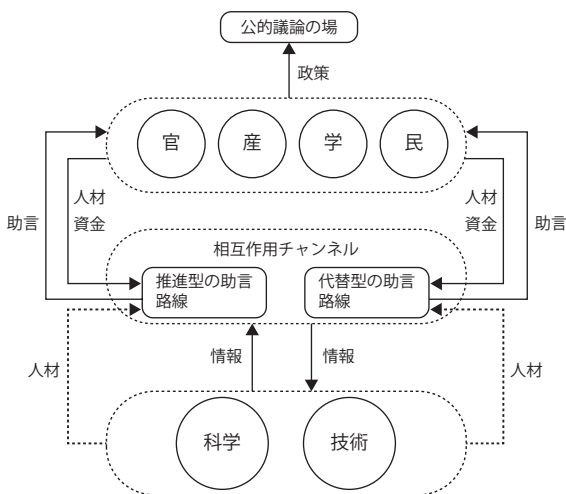 公的議論の場
政策
官 産 学 民
人材
資金
助言
人材
資金
助言
相互作用チャンネル
推進型の助言
路線
代替型の助言
路線
人材
情報
情報
人材
科学 技術